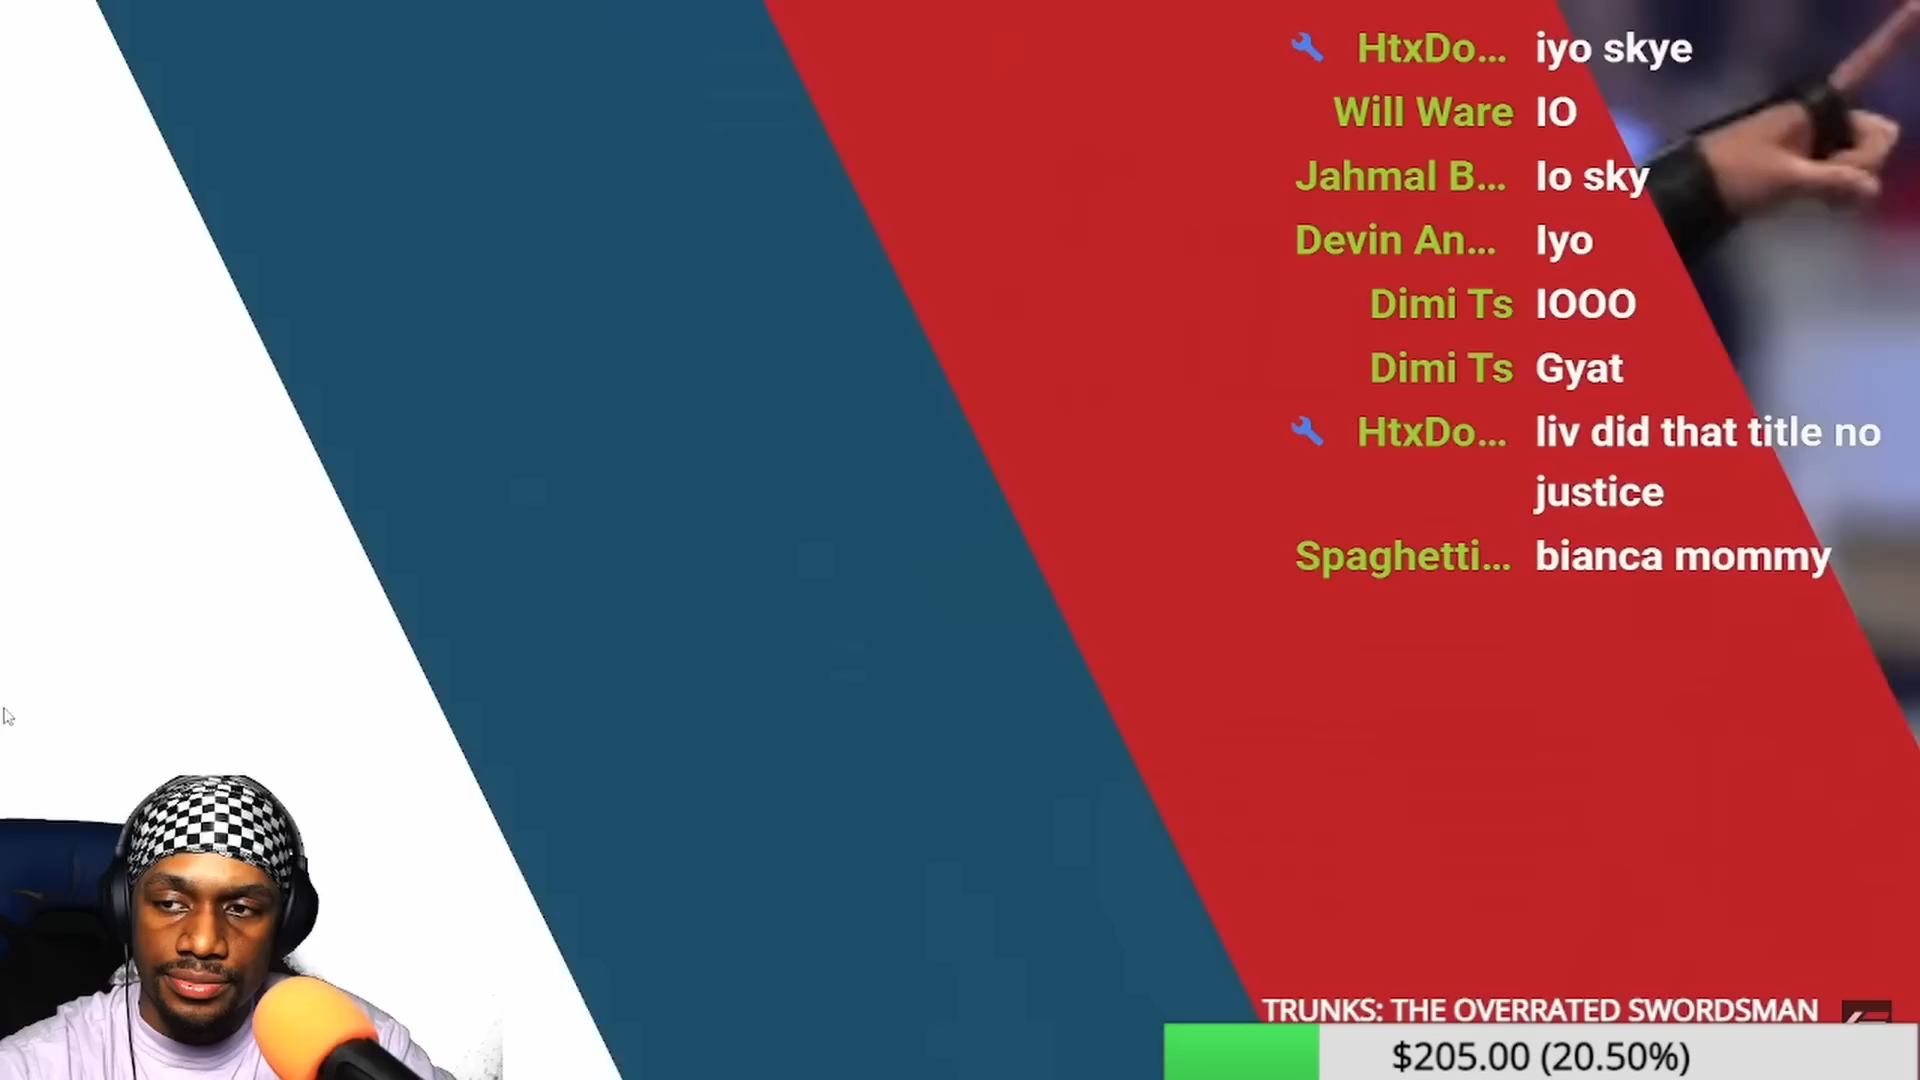 HtxDo... iyo skye
Will Ware IO
Jahmal B... Io sky
Devin An... Iyo
Dimi Ts IOOO
Dimi Ts Gyat
HtxDo... liv did that title no
justice
Spaghetti... bianca mommy
TRUNKS: THE OVERRATED SWORDSMAN
$205.00 (20.50%)